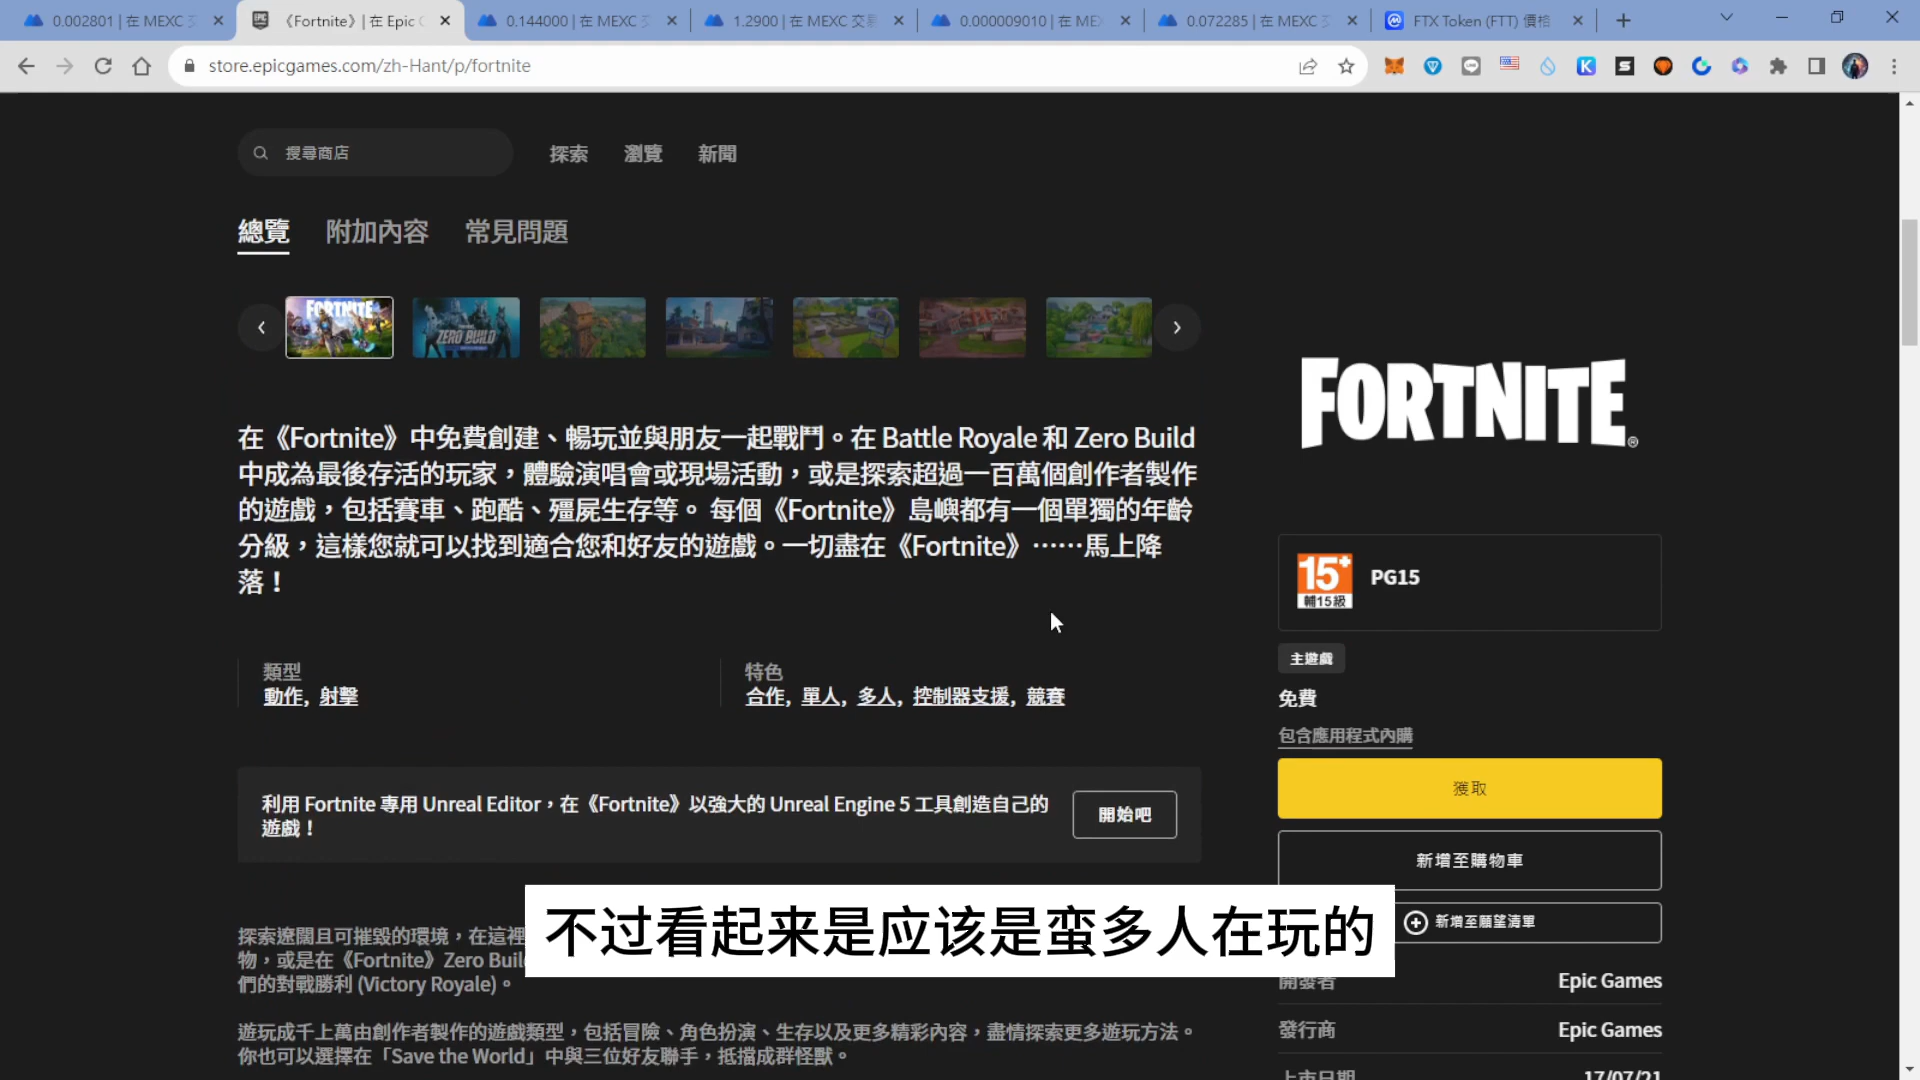 0.002801 | 在 MEXC
《Fortnite》| 在 Epic
0.144000 | 在 MEXC
1.2900 | 在 MEXC 交
0.000009010 | 在 ME
0.072285 | 在 MEXC
FTX Token (FTT) 價格
store.epicgames.com/zh-Hant/p/fortnite
搜尋商店
探索
瀏覽
新聞
總覽
附加內容
常見問題
FORTNITE
ZERO BUILD
在《Fortnite》中免費創建、暢玩並與朋友一起戰鬥。在 Battle Royale 和 Zero Build
中成為最後存活的玩家，體驗演唱會或現場活動，或是探索超過一百萬個創作者製作
的遊戲，包括賽車、跑酷、殭屍生存等。 每個《Fortnite》島嶼都有一個單獨的年齡
分級，這樣您就可以找到適合您和好友的遊戲。一切盡在《Fortnite》⋯⋯馬上降
落！
類型
動作, 射擊
特色
合作, 單人, 多人, 控制器支援, 競賽
利用 Fortnite 專用 Unreal Editor，在《Fortnite》以強大的 Unreal Engine 5 工具創造自己的
遊戲！
開始吧
探索遼闊且可摧毀的環境，在這裡
物，或是在《Fortnite》Zero Buil
們的對戰勝利 (Victory Royale)。
遊玩成千上萬由創作者製作的遊戲類型，包括冒險、角色扮演、生存以及更多精彩內容，盡情探索更多遊玩方法。
你也可以選擇在「Save the World」中與三位好友聯手，抵擋成群怪獸。
FORTNITE®
15+
輔15級
PG15
主遊戲
免費
包含應用程式內購
獲取
新增至購物車
新增至願望清單
開發者
Epic Games
發行商
Epic Games
上市日期
17/07/21
不过看起来是应该是蛮多人在玩的